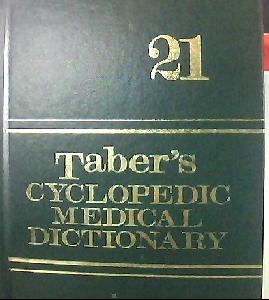 21
Taber's
CYCLOPEDIC
MEDICAL
DICTIONARY